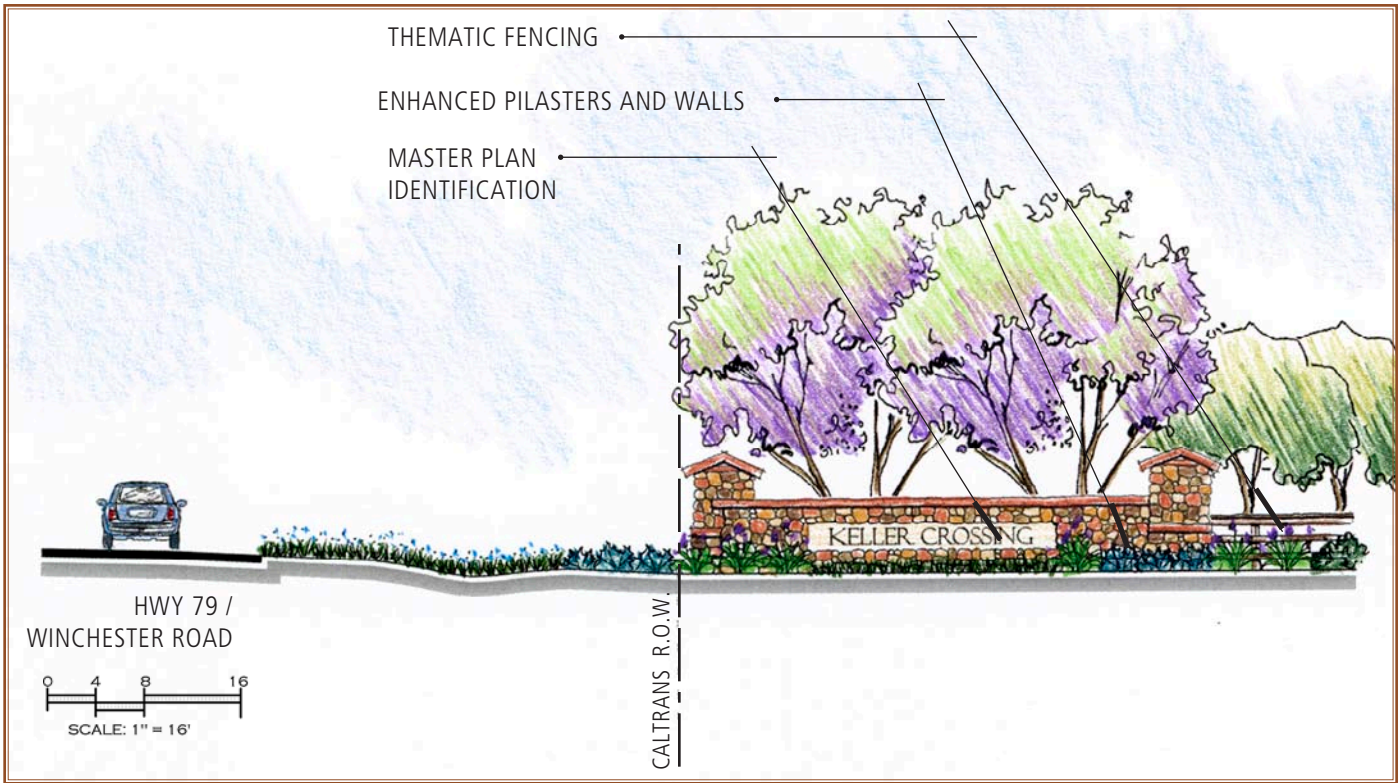 THEMATIC FENCING
ENHANCED PILASTERS AND WALLS
MASTER PLAN
IDENTIFICATION
KELLER CROSSING
HWY 79 /
WINCHESTER ROAD
CALTRANS R.O.W.
0 4 8 16
SCALE: 1" = 16'